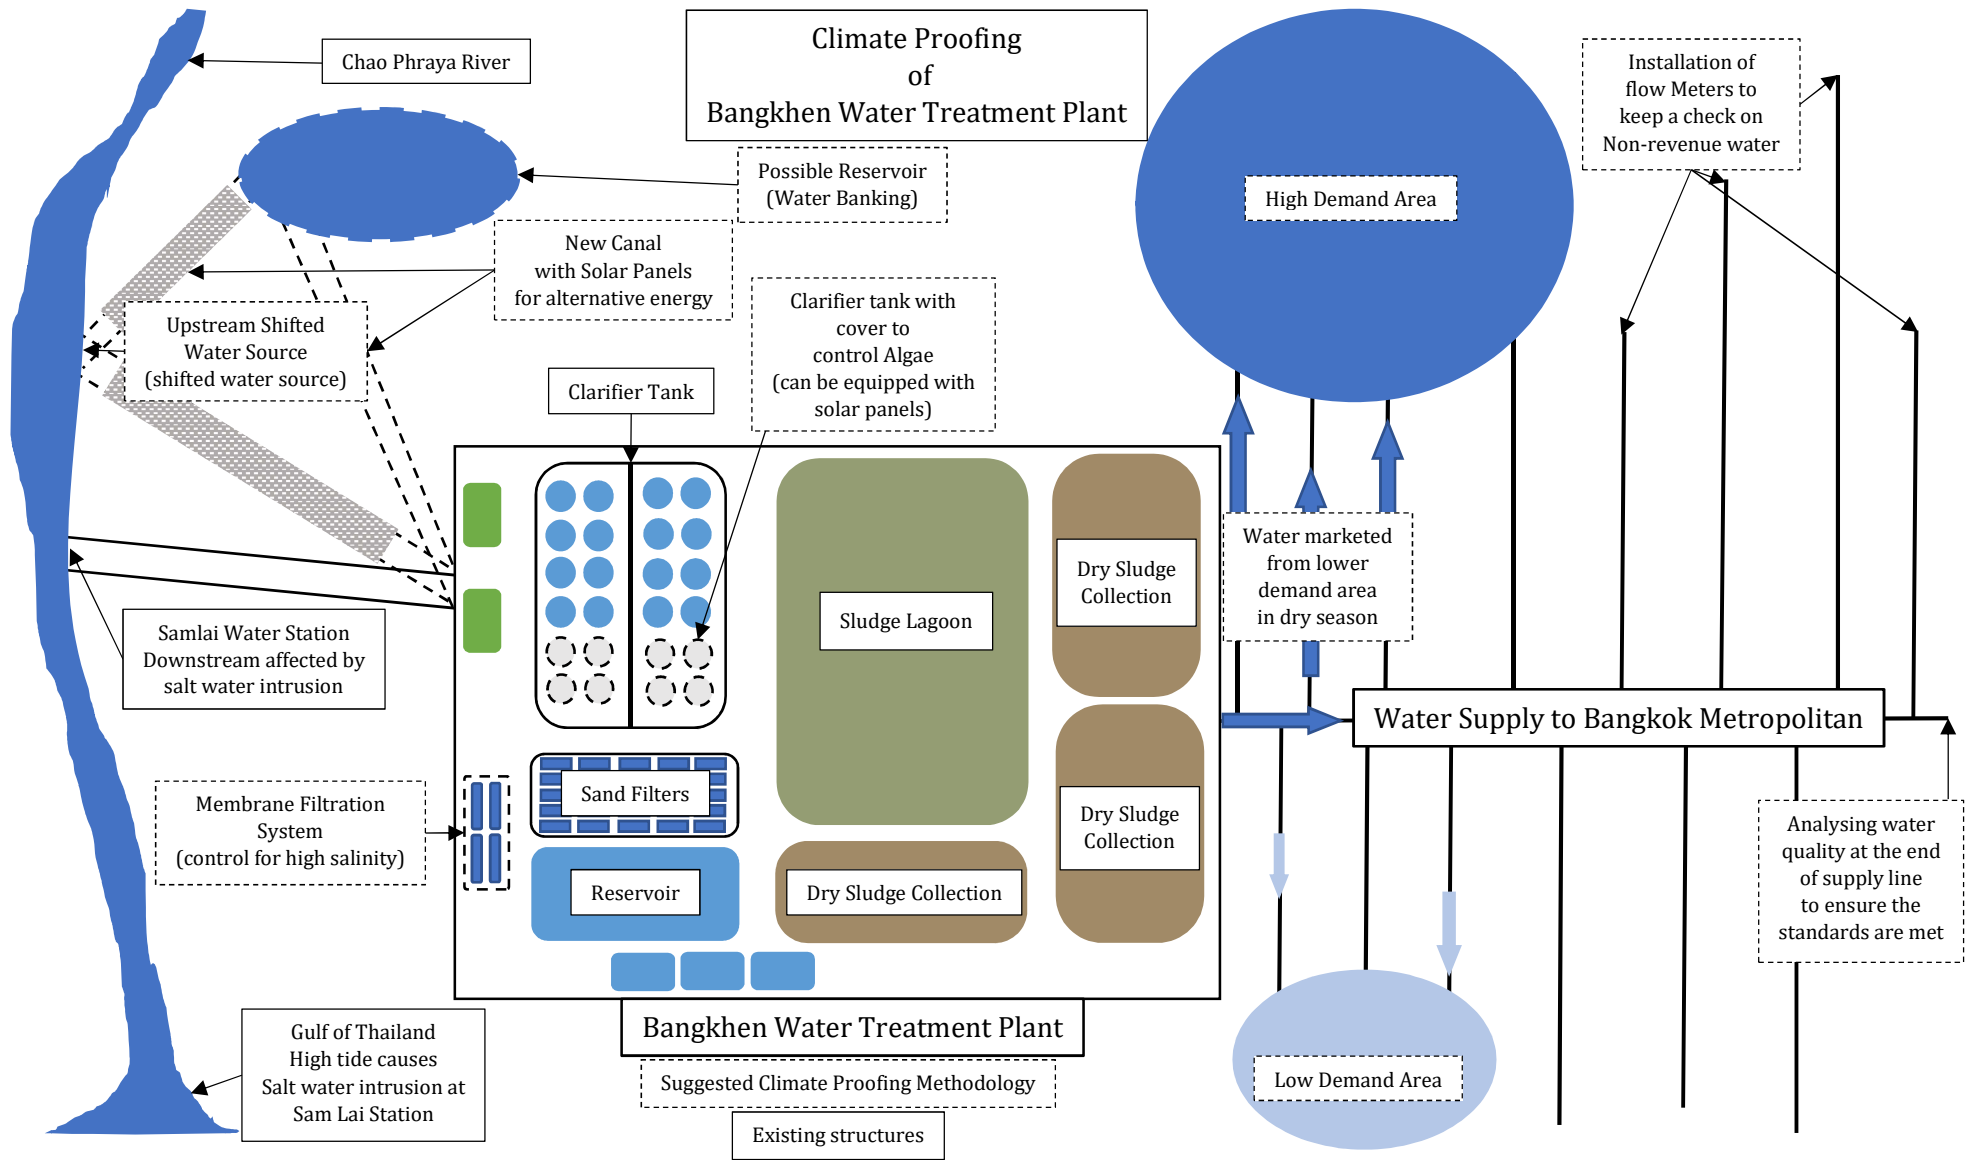 Climate Proofing
of
Bangkhen Water Treatment Plant
Chao Phraya River
Possible Reservoir
(Water Banking)
New Canal
with Solar Panels
for alternative energy
Upstream Shifted
Water Source
(shifted water source)
Clarifier tank with
cover to
control Algae
(can be equipped with
solar panels)
Clarifier Tank
High Demand Area
Installation of
flow Meters to
keep a check on
Non-revenue water
Samlai Water Station
Downstream affected by
salt water intrusion
Sludge Lagoon
Dry Sludge
Collection
Water marketed
from lower
demand area
in dry season
Water Supply to Bangkok Metropolitan
Membrane Filtration
System
(control for high salinity)
Sand Filters
Reservoir
Dry Sludge Collection
Dry Sludge
Collection
Analysing water
quality at the end
of supply line
to ensure the
standards are met
Gulf of Thailand
High tide causes
Salt water intrusion at
Sam Lai Station
Bangkhen Water Treatment Plant
Suggested Climate Proofing Methodology
Existing structures
Low Demand Area